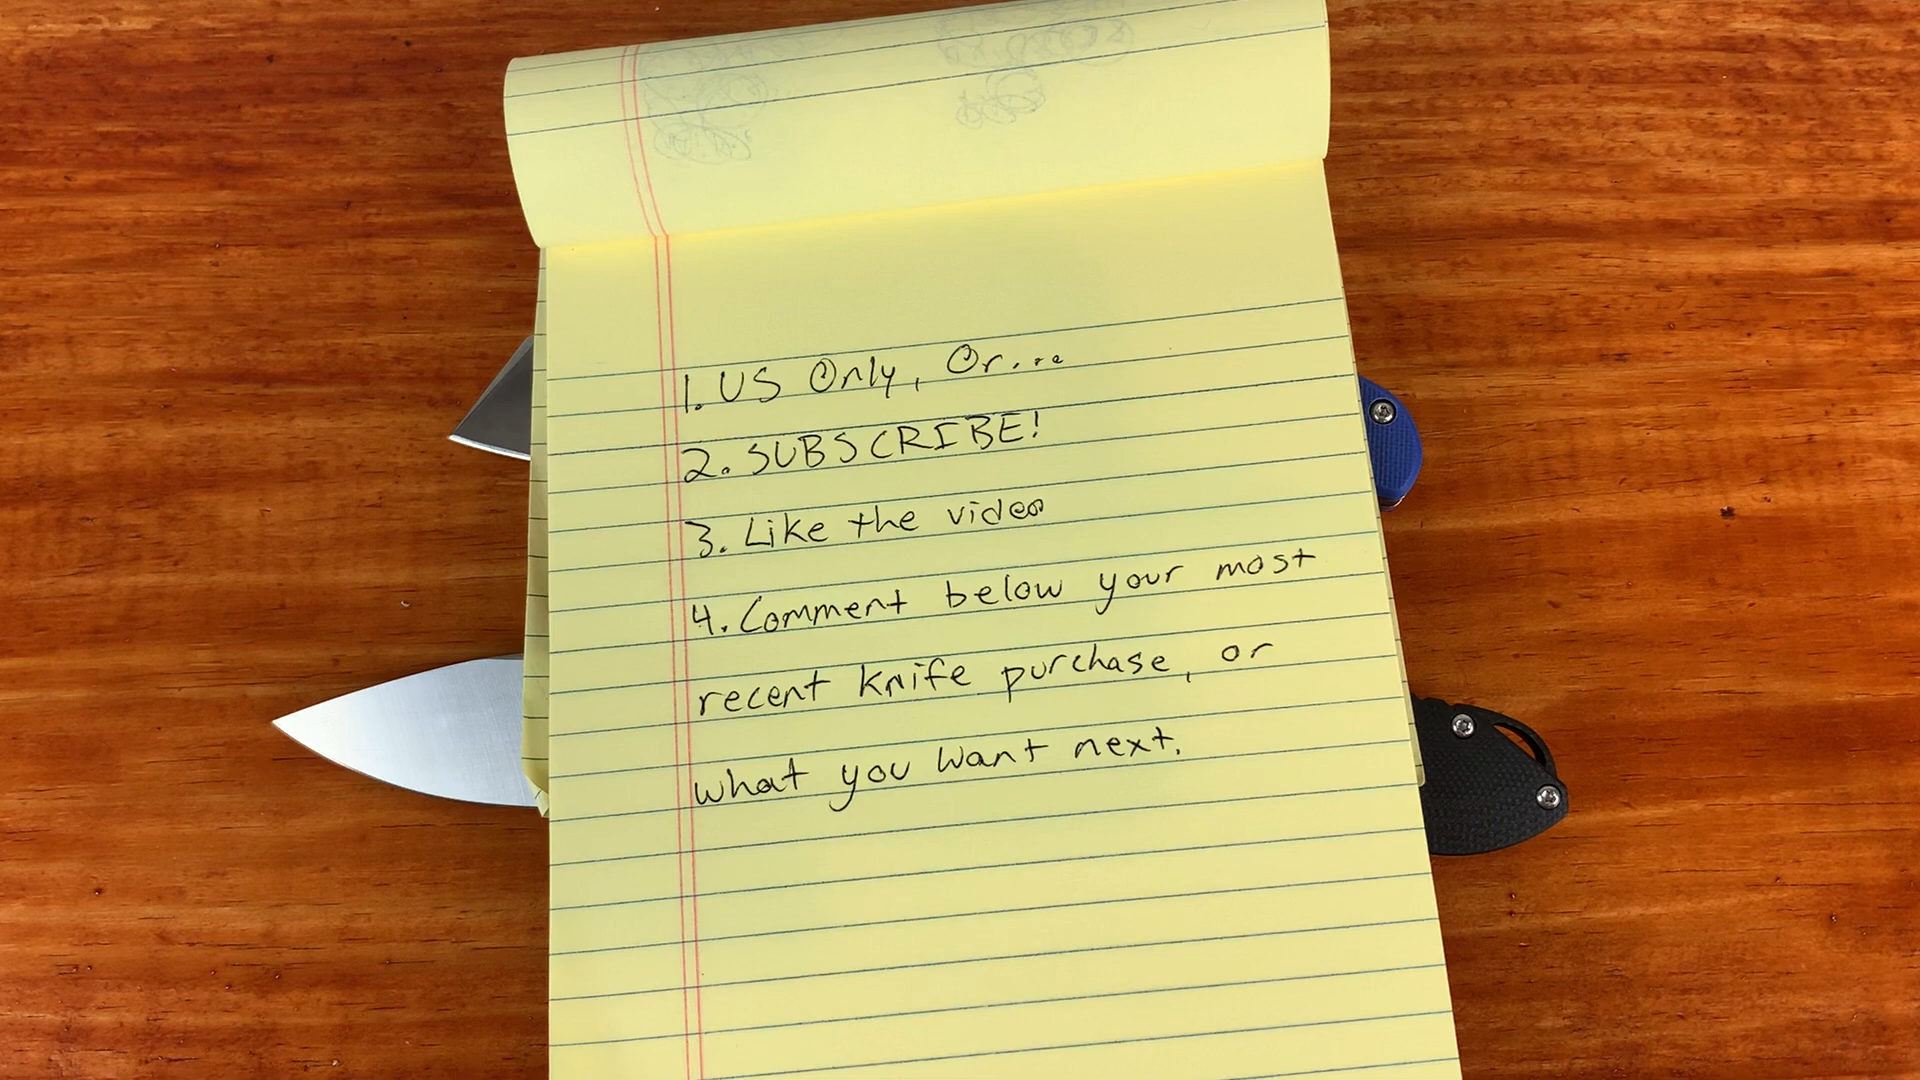 1. US Only, Or...
2. SUBSCRIBE!
3. Like the video
4. Comment below your most
recent knife purchase, or
what you want next.